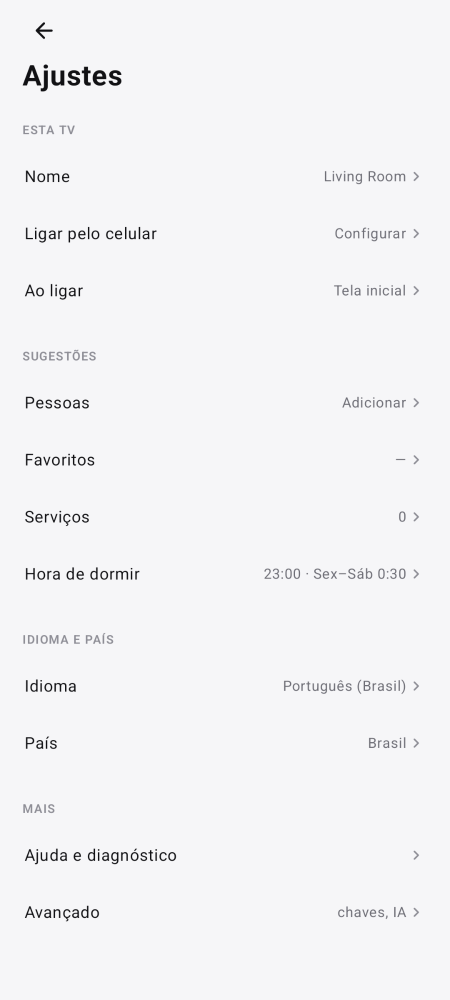 Ajustes
ESTA TV
Nome Living Room
Ligar pelo celular Configurar
Ao ligar Tela inicial
SUGESTÕES
Pessoas Adicionar
Favoritos —
Serviços 0
Hora de dormir 23:00 · Sex–Sáb 0:30
IDIOMA E PAÍS
Idioma Português (Brasil)
País Brasil
MAIS
Ajuda e diagnóstico
Avançado chaves, IA